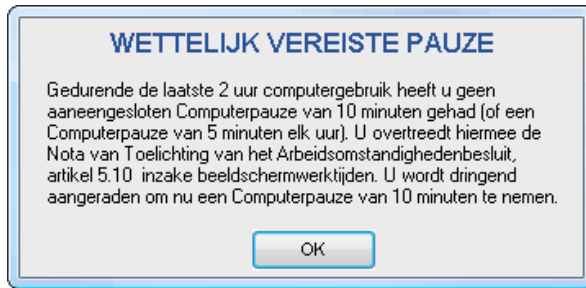 WETTELIJK VEREISTE PAUZE
Gedurende de laatste 2 uur computergebruik heeft u geen
aaneengesloten Computerpauze van 10 minuten gehad (of een
Computerpauze van 5 minuten elk uur). U overtreedt hiermee de
Nota van Toelichting van het Arbeidsomstandighedenbesluit,
artikel 5.10 inzake beeldschermwerktijden. U wordt dringend
aangeraden om nu een Computerpauze van 10 minuten te nemen.
OK